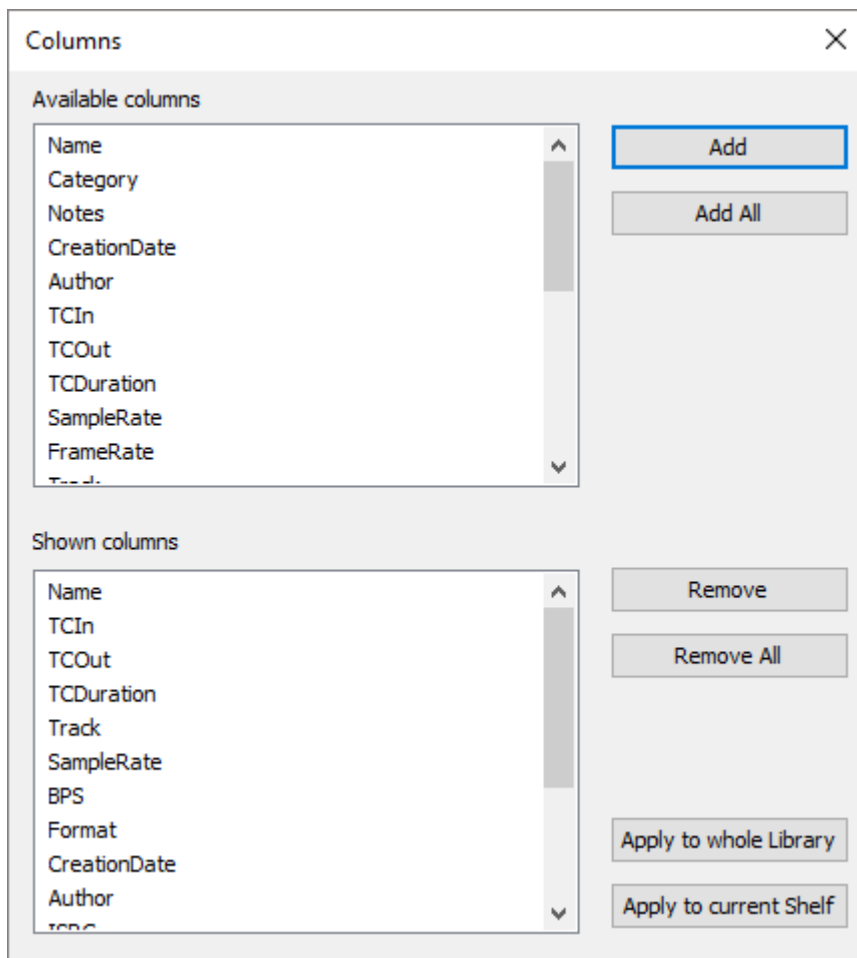 Columns
Available columns
Name
Category
Notes
CreationDate
Author
TCIn
TCOut
TCDuration
SampleRate
FrameRate
Track
Add
Add All
Shown columns
Name
TCIn
TCOut
TCDuration
Track
SampleRate
BPS
Format
CreationDate
Author
Remove
Remove All
Apply to whole Library
Apply to current Shelf